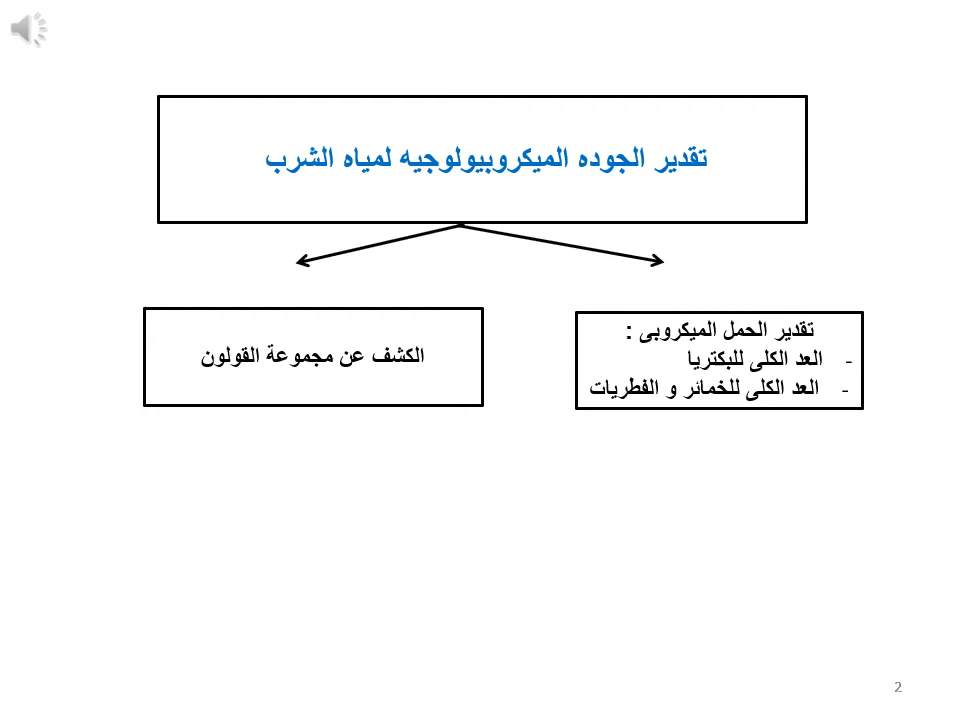 تقدير الجوده الميكروبيولوجيه لمياه الشرب
تقدير الحمل الميكروبى :
- العد الكلى للبكتريا
- العد الكلى للخمائر و الفطريات
الكشف عن مجموعة القولون
2